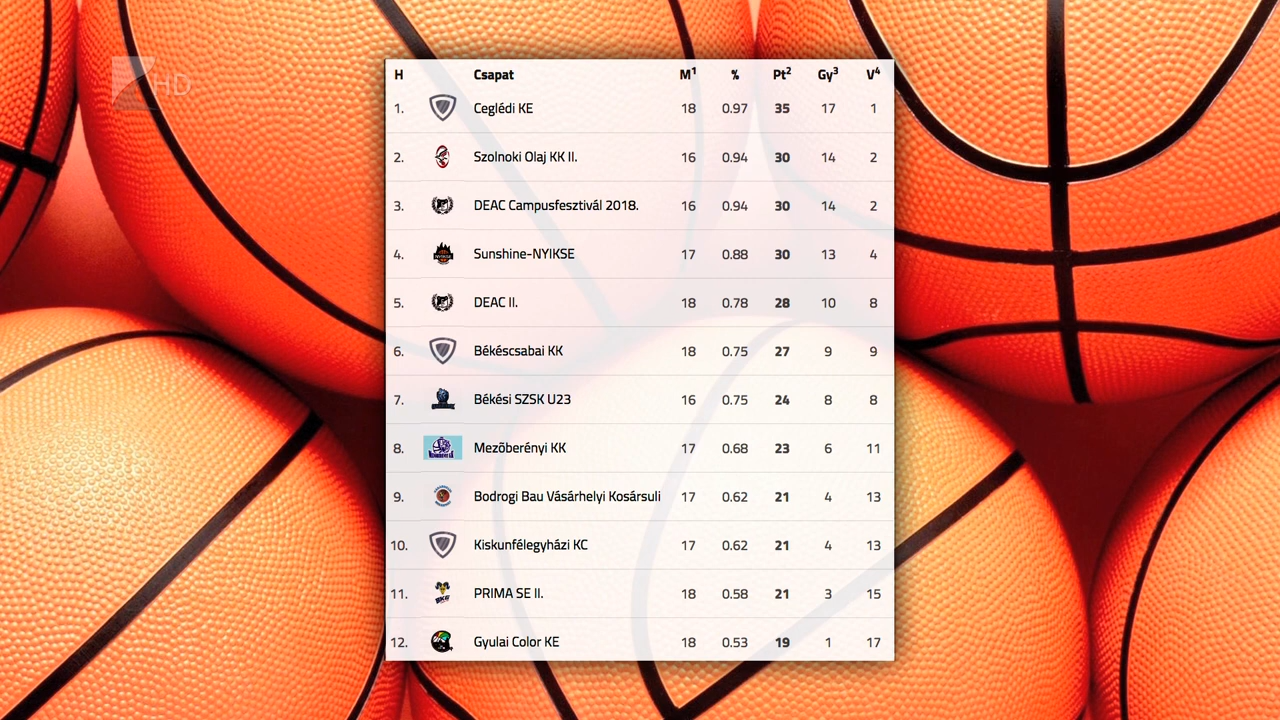 HD
H Csapat M¹ % Pt² Gy³ V⁴
1. Ceglédi KE 18 0.97 35 17 1
2. Szolnoki Olaj KK II. 16 0.94 30 14 2
3. DEAC Campusfesztivál 2018. 16 0.94 30 14 2
4. Sunshine-NYIKSE 17 0.88 30 13 4
5. DEAC II. 18 0.78 28 10 8
6. Békéscsabai KK 18 0.75 27 9 9
7. Békési SZSK U23 16 0.75 24 8 8
8. Mezõberényi KK 17 0.68 23 6 11
9. Bodrogi Bau Vásárhelyi Kosársuli 17 0.62 21 4 13
10. Kiskunfélegyházi KC 17 0.62 21 4 13
11. PRIMA SE II. 18 0.58 21 3 15
12. Gyulai Color KE 18 0.53 19 1 17